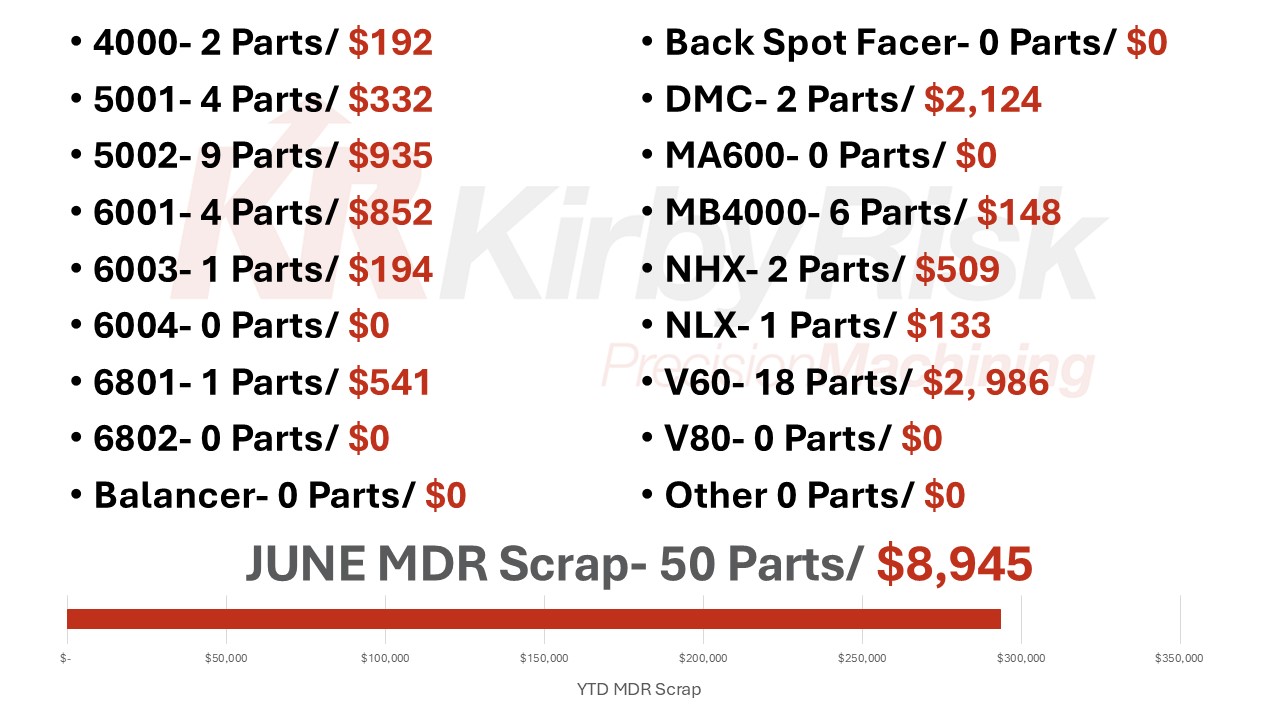 • 4000- 2 Parts/ $192
• 5001- 4 Parts/ $332
• 5002- 9 Parts/ $935
• 6001- 4 Parts/ $852
• 6003- 1 Parts/ $194
• 6004- 0 Parts/ $0
• 6801- 1 Parts/ $541
• 6802- 0 Parts/ $0
• Balancer- 0 Parts/ $0
• Back Spot Facer- 0 Parts/ $0
• DMC- 2 Parts/ $2,124
• MA600- 0 Parts/ $0
• MB4000- 6 Parts/ $148
• NHX- 2 Parts/ $509
• NLX- 1 Parts/ $133
• V60- 18 Parts/ $2, 986
• V80- 0 Parts/ $0
• Other 0 Parts/ $0
KR KirbyRisk
PrecisionMachining
JUNE MDR Scrap- 50 Parts/ $8,945
$- $50,000 $100,000 $150,000 $200,000 $250,000 $300,000 $350,000
YTD MDR Scrap